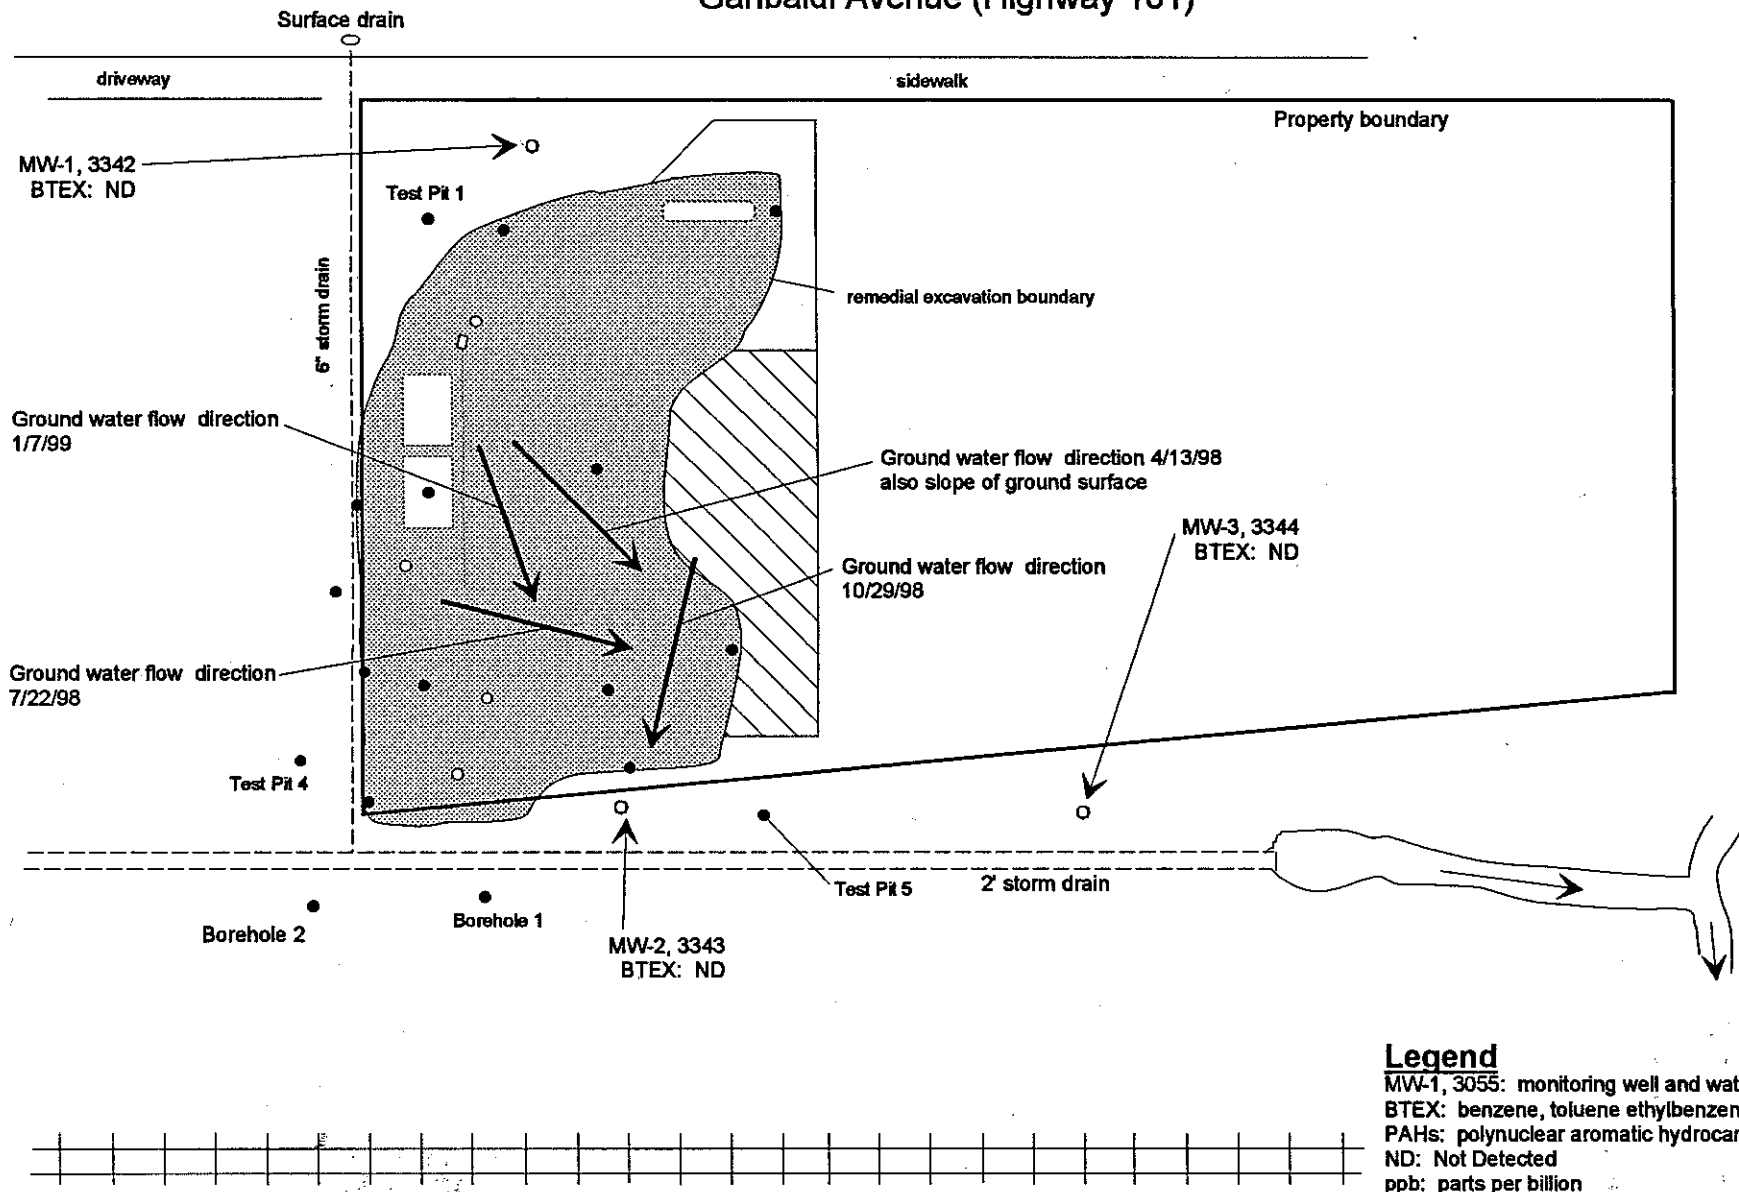 Garibaldi Avenue (Highway 101)
Surface drain
driveway
sidewalk
Property boundary
MW-1, 3342
BTEX: ND
Test Pit 1
6" storm drain
remedial excavation boundary
Ground water flow direction
1/7/99
Ground water flow direction 4/13/98
also slope of ground surface
MW-3, 3344
BTEX: ND
Ground water flow direction
10/29/98
Ground water flow direction
7/22/98
Test Pit 4
Test Pit 5
2' storm drain
Borehole 2
Borehole 1
MW-2, 3343
BTEX: ND
Legend
MW-1, 3055: monitoring well and wat
BTEX: benzene, toluene ethylbenzen
PAHs: polynuclear aromatic hydrocar
ND: Not Detected
ppb: parts per billion